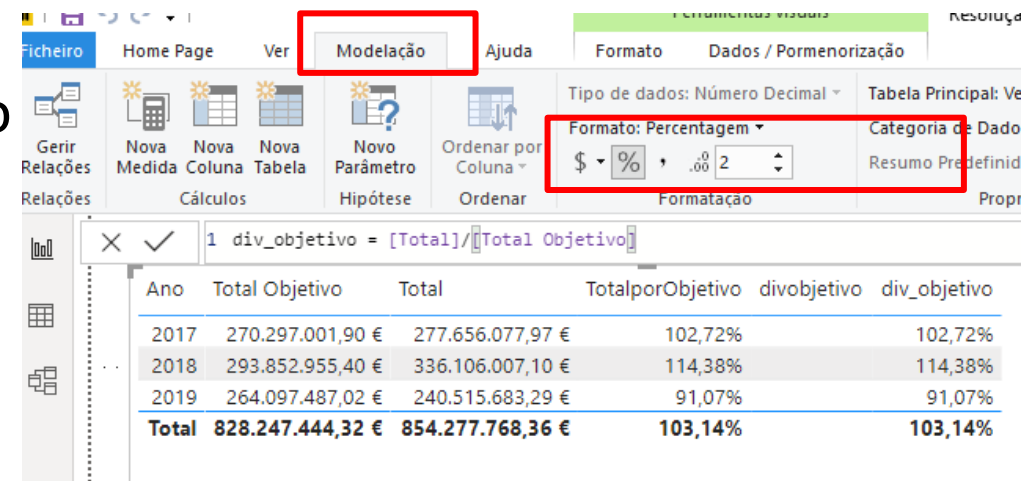 Ficheiro Home Page Ver Modelação Ajuda Formato Dados / Pormenorização
Tipo de dados: Número Decimal Tabela Principal:
Formato: Percentagem Categoria de
$ % , .00 2 Resumo
Gerir Relações
Nova Medida
Nova Coluna
Nova Tabela
Novo Parâmetro
Ordenar por Coluna
Relações Cálculos Hipótese Ordenar Formatação
1 div_objetivo = [Total]/[Total Objetivo]
Ano Total Objetivo Total TotalporObjetivo divobjetivo div_objetivo
2017 270.297.001,90 € 277.656.077,97 € 102,72% 102,72%
2018 293.852.955,40 € 336.106.007,10 € 114,38% 114,38%
2019 264.097.487,02 € 240.515.683,29 € 91,07% 91,07%
Total 828.247.444,32 € 854.277.768,36 € 103,14% 103,14%